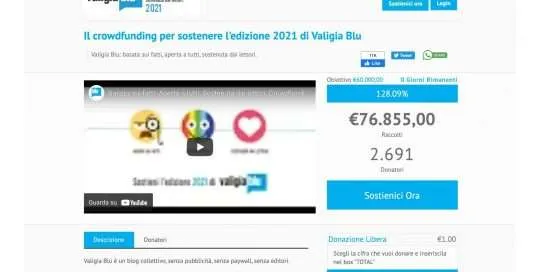 valigia Blu
2021
Sostienici ora
Login
Il crowdfunding per sostenere l'edizione 2021 di Valigia Blu
Valigia Blu: basata sui fatti, aperta a tutti, sostenuta dai lettori.
11K
Like
Tweet
Obiettivo €60.000,00
0 Giorni Rimanenti
128.09%
€76.855,00
Raccolti
2.691
Donatori
Sostienici Ora
Sostieni l'edizione 2021 di valigia Blu
Guarda su YouTube
Descrizione
Donatori
Valigia Blu è un blog collettivo, senza pubblicità, senza paywall, senza editori.
Donazione Libera
€1.00
Scegli la cifra che vuoi donare e inseriscila
nel box "TOTAL"